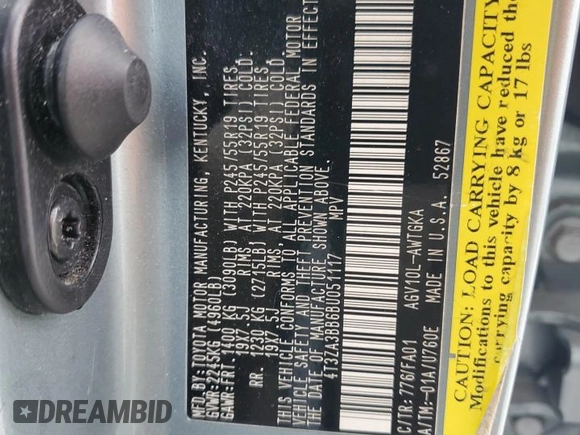 MFD.BY:TOYOTA MOTOR MANUFACTURING, KENTUCKY, INC.
GVWR-2245KG (4960LB)
GAWR-FRT. 1400 KG (3090LB) WITH P245/55R19 TIRES,
19X7.5J RIMS, AT 220KPA (32PSI) COLD
RR. 1230 KG (2715LB) WITH P245/55R19 TIRES,
19X7.5J RIMS, AT 220KPA (32PSI) COLD
THIS VEHICLE CONFORMS TO ALL APPLICABLE FEDERAL MOTOR
VEHICLE SAFETY AND THEFT PREVENTION STANDARDS IN EFFECT
ON THE DATE OF MANUFACTURE SHOWN ABOVE.
4T3ZA3BB6BU051117 MPV
C/TR:776/FA01 AGV10L-AWTGKA
A/TM:-01A/U760E MADE IN U.S.A. 52867
CAUTION: LOAD CARRYING CAPACITY
Modifications to this vehicle have reduced the
load carrying capacity by 8 kg or 17 lbs
DREAMBID
dreambid.com